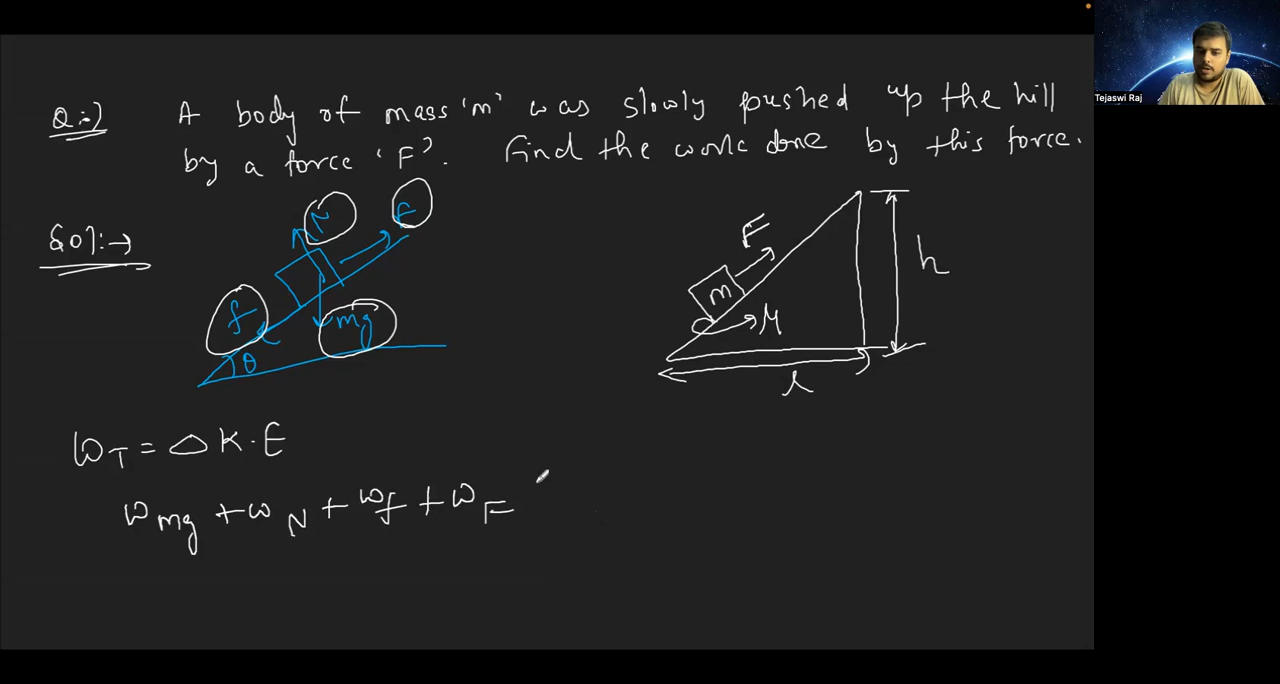 Q:-) A body of mass 'm' was slowly pushed up the hill
by a force 'F'. Find the work done by this force.
Sol:→
N
F
f
mg
θ
F
m
μ
h
l
W_T = ΔK.E
W_mg + W_N + W_f + W_F
Tejaswi Raj